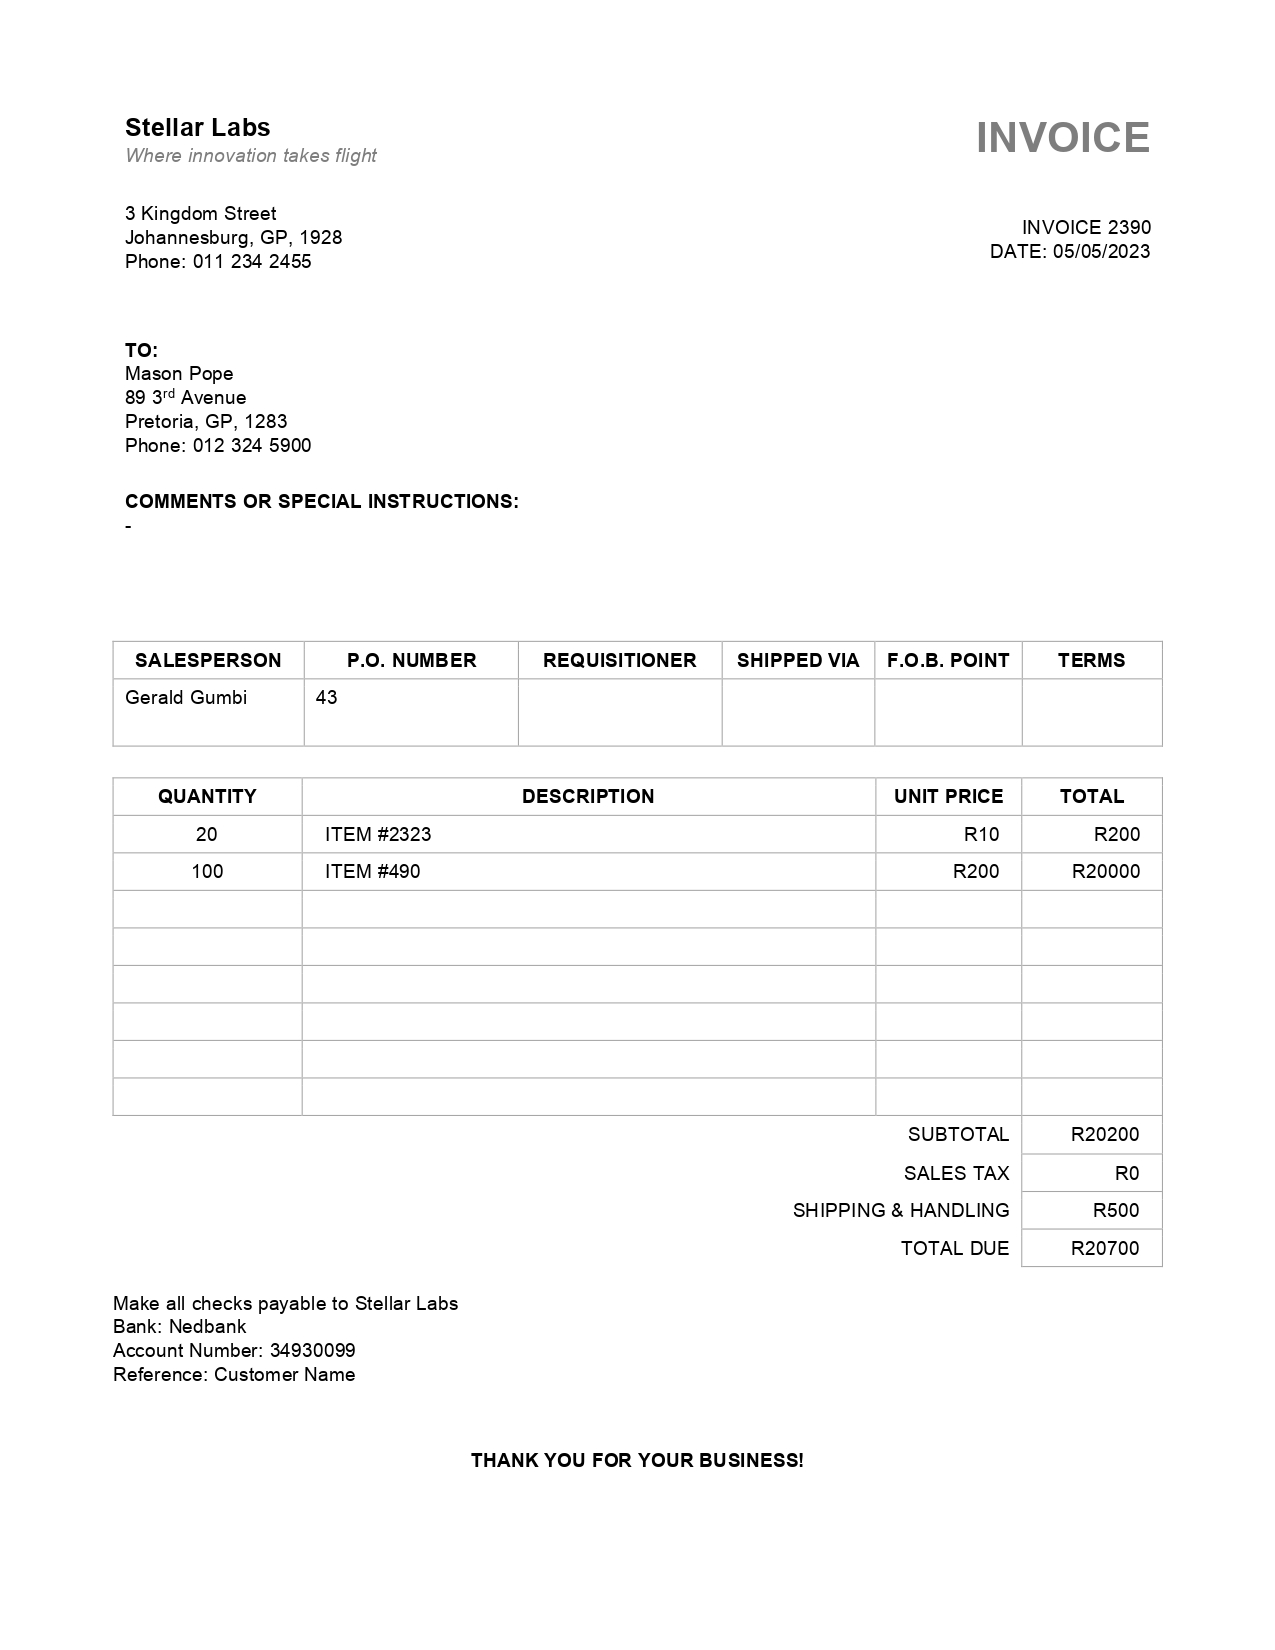 Stellar Labs
Where innovation takes flight
INVOICE
3 Kingdom Street
Johannesburg, GP, 1928
Phone: 011 234 2455
INVOICE 2390
DATE: 05/05/2023
TO:
Mason Pope
89 3rd Avenue
Pretoria, GP, 1283
Phone: 012 324 5900
COMMENTS OR SPECIAL INSTRUCTIONS:
-
SALESPERSON P.O. NUMBER REQUISITIONER SHIPPED VIA F.O.B. POINT TERMS
Gerald Gumbi 43
QUANTITY DESCRIPTION UNIT PRICE TOTAL
20 ITEM #2323 R10 R200
100 ITEM #490 R200 R20000
SUBTOTAL R20200
SALES TAX R0
SHIPPING & HANDLING R500
TOTAL DUE R20700
Make all checks payable to Stellar Labs
Bank: Nedbank
Account Number: 34930099
Reference: Customer Name
THANK YOU FOR YOUR BUSINESS!